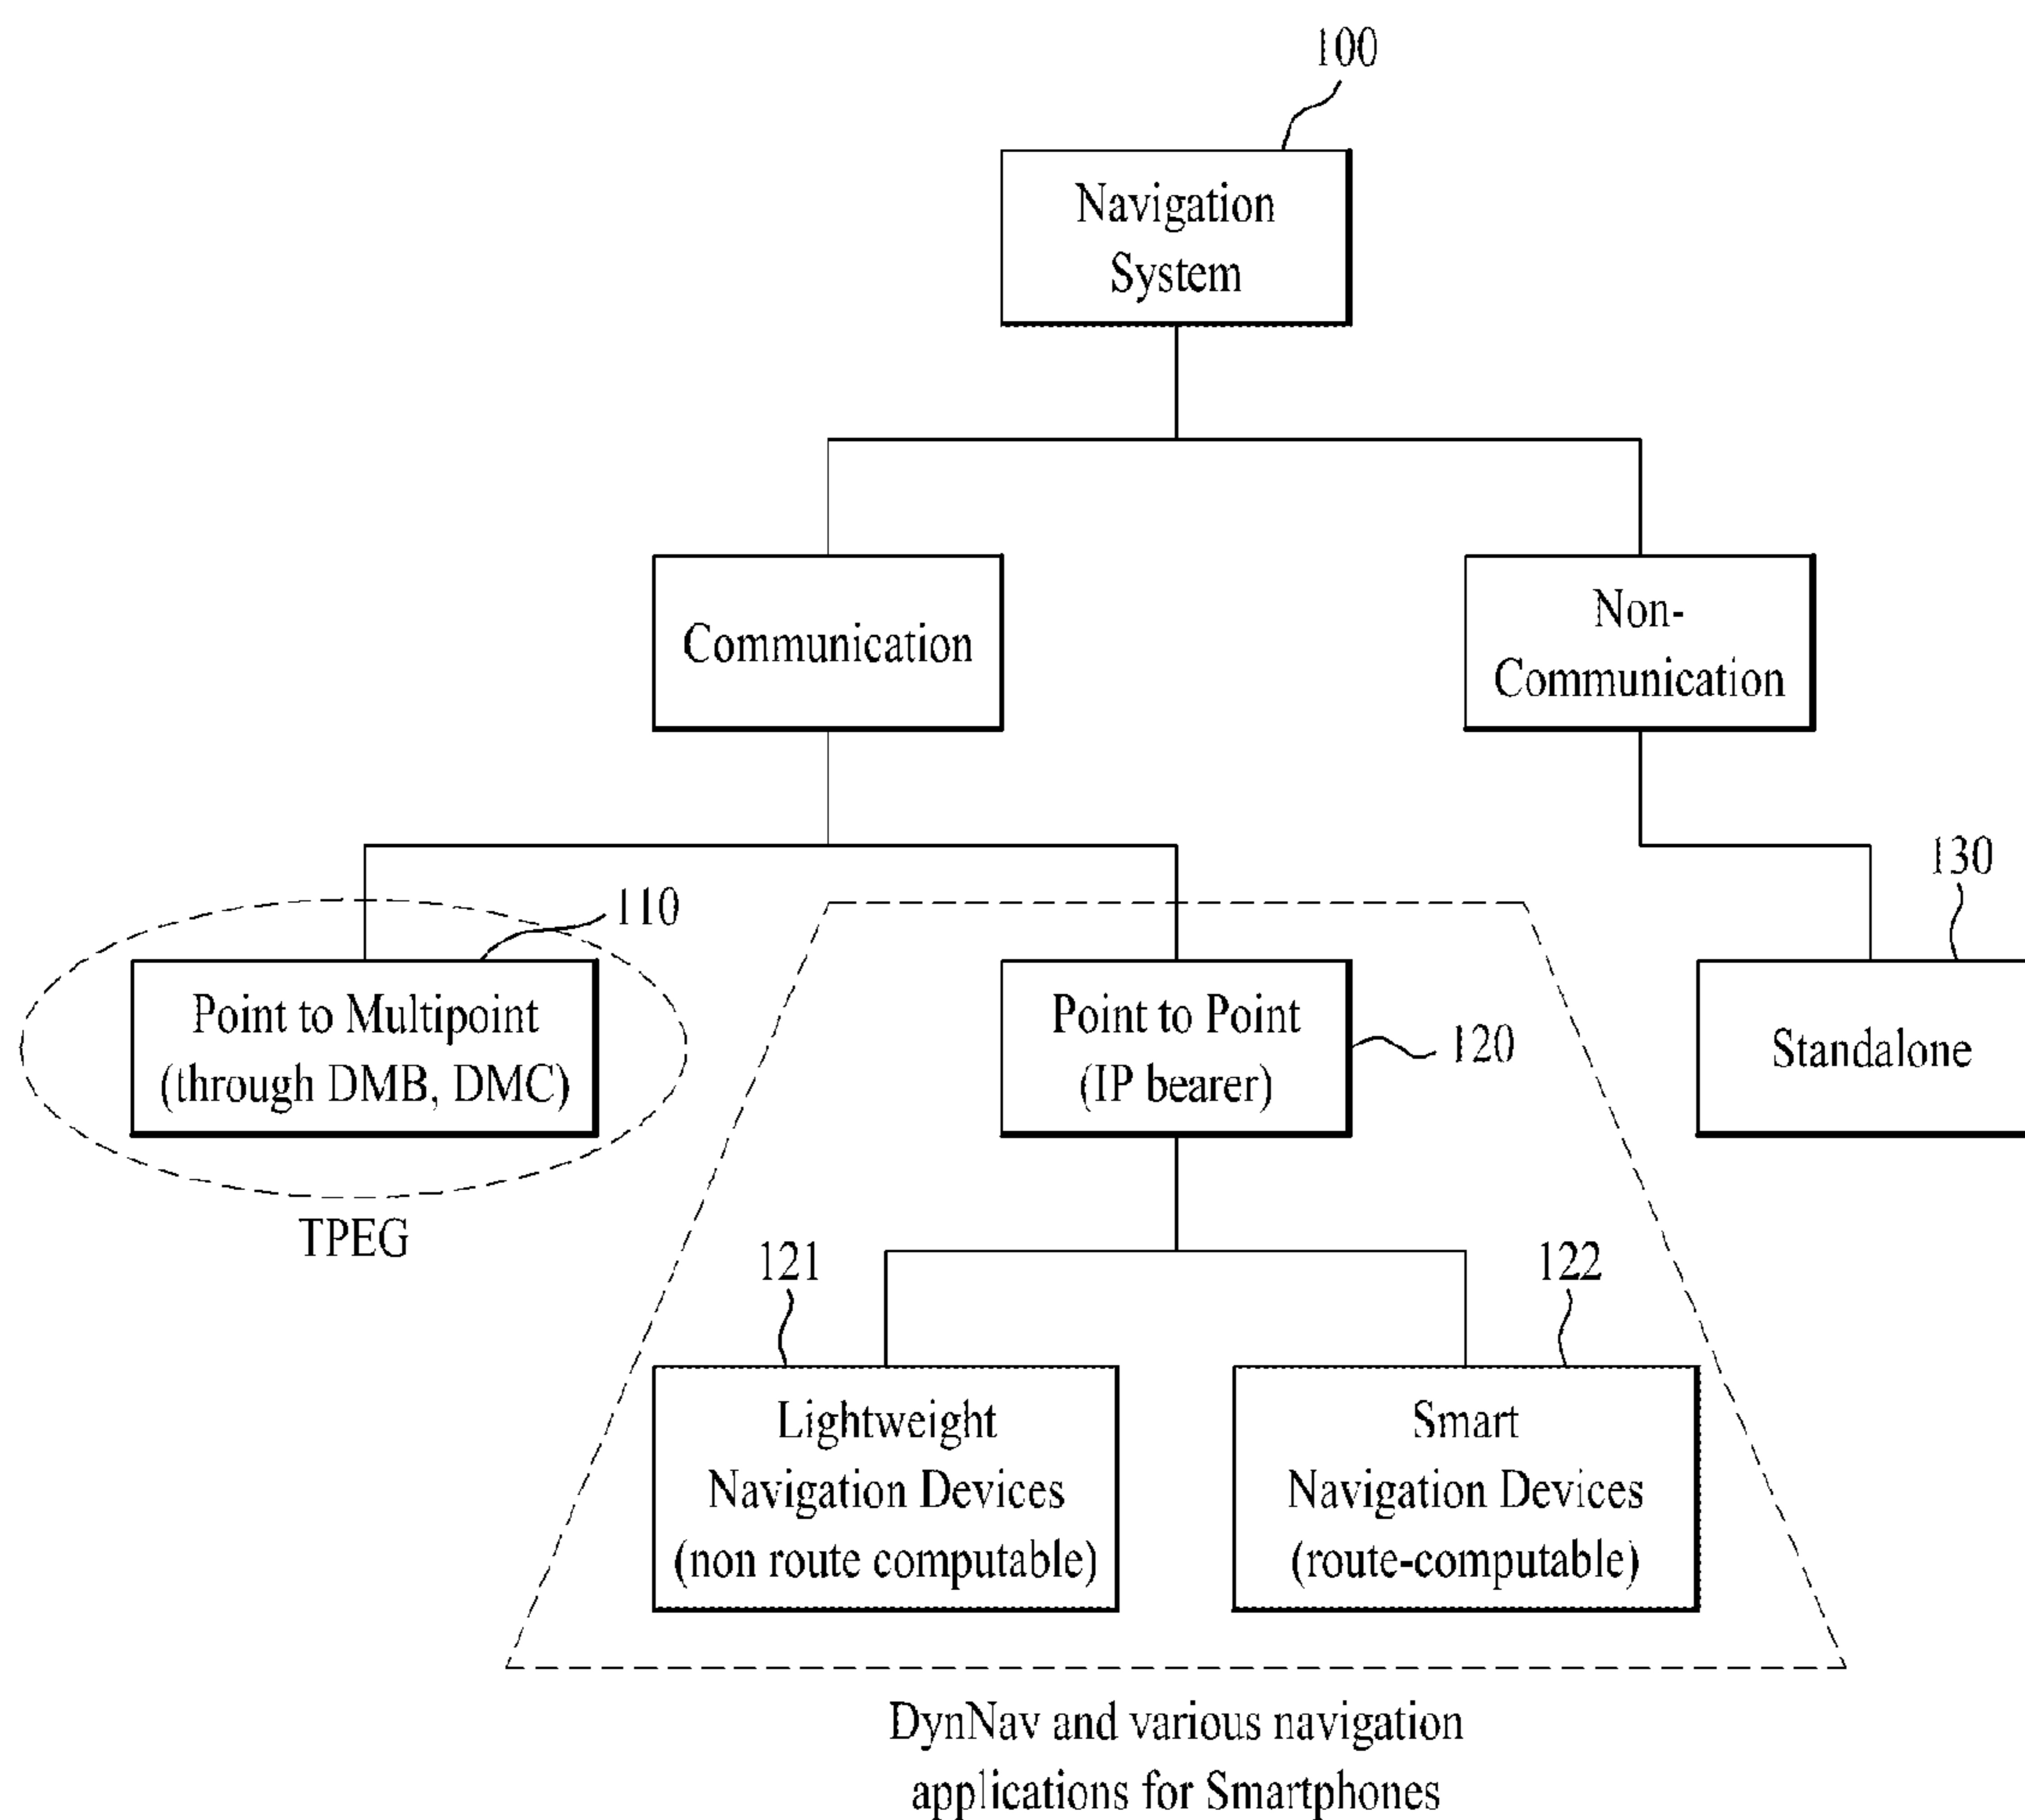 100
Navigation
System
Communication
Non-
Communication
110
130
Point to Multipoint
(through DMB, DMC)
Point to Point
(IP bearer)
120
Standalone
TPEG
121
122
Lightweight
Navigation Devices
(non route computable)
Smart
Navigation Devices
(route-computable)
DynNav and various navigation
applications for Smartphones